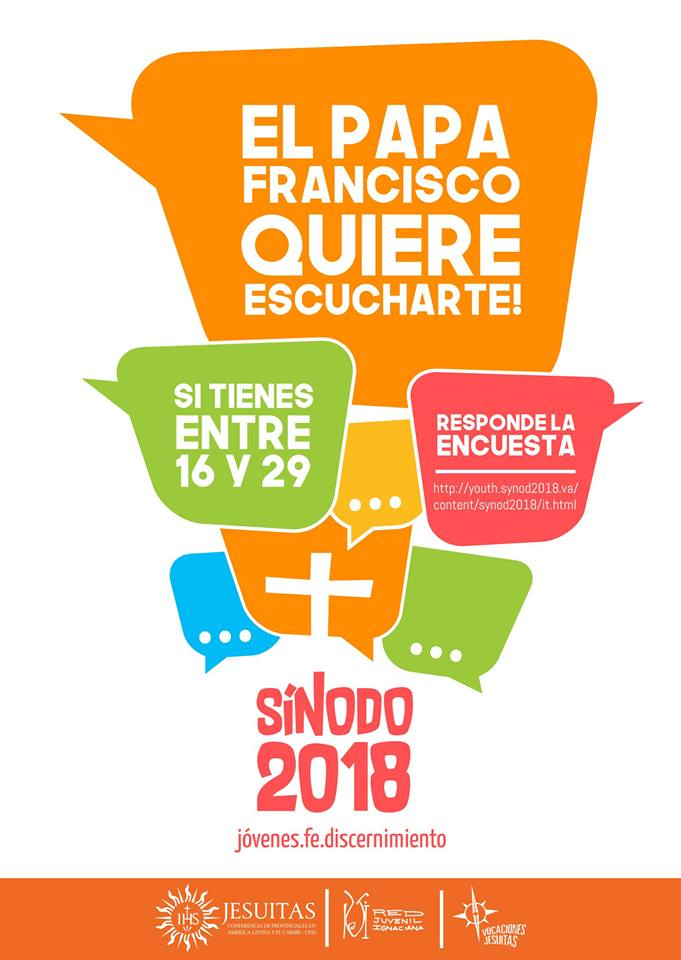 EL PAPA
FRANCISCO
QUIERE
ESCUCHARTE!
SI TIENES
ENTRE
16 Y 29
RESPONDE LA
ENCUESTA
http://youth.synod2018.va/
content/synod2018/it.html
SÍNODO
2018
jóvenes.fe.discernimiento
IHS
JESUITAS
CONFERENCIA DE PROVINCIALES EN
AMÉRICA LATINA Y EL CARIBE - CPAL
RED
JUVENIL
IGNACIANA
VOCACIONES
JESUITAS